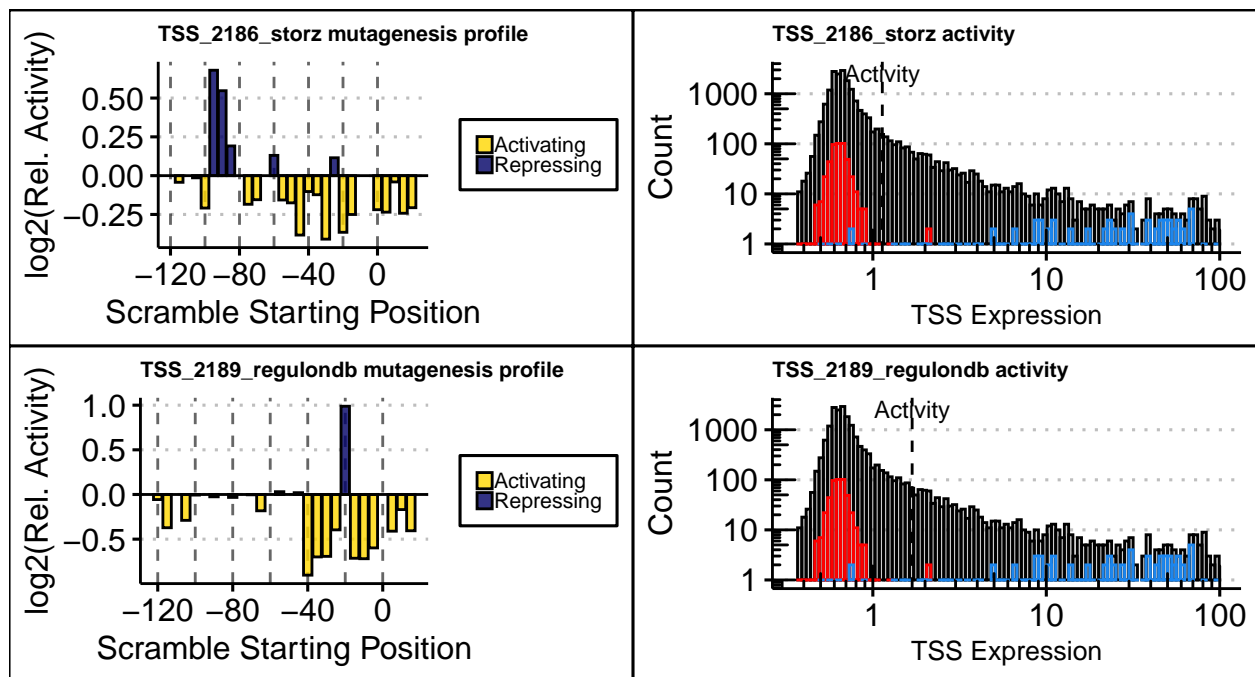 TSS_2186_storz mutagenesis profile
log2(Rel. Activity)
0.50
0.25
0.00
−0.25
−120 −80 −40 0
Scramble Starting Position
Activating
Repressing
TSS_2186_storz activity
Activity
Count
1000
100
10
1
1 10 100
TSS Expression
TSS_2189_regulondb mutagenesis profile
log2(Rel. Activity)
1.0
0.5
0.0
−0.5
−120 −80 −40 0
Scramble Starting Position
Activating
Repressing
TSS_2189_regulondb activity
Activity
Count
1000
100
10
1
1 10 100
TSS Expression